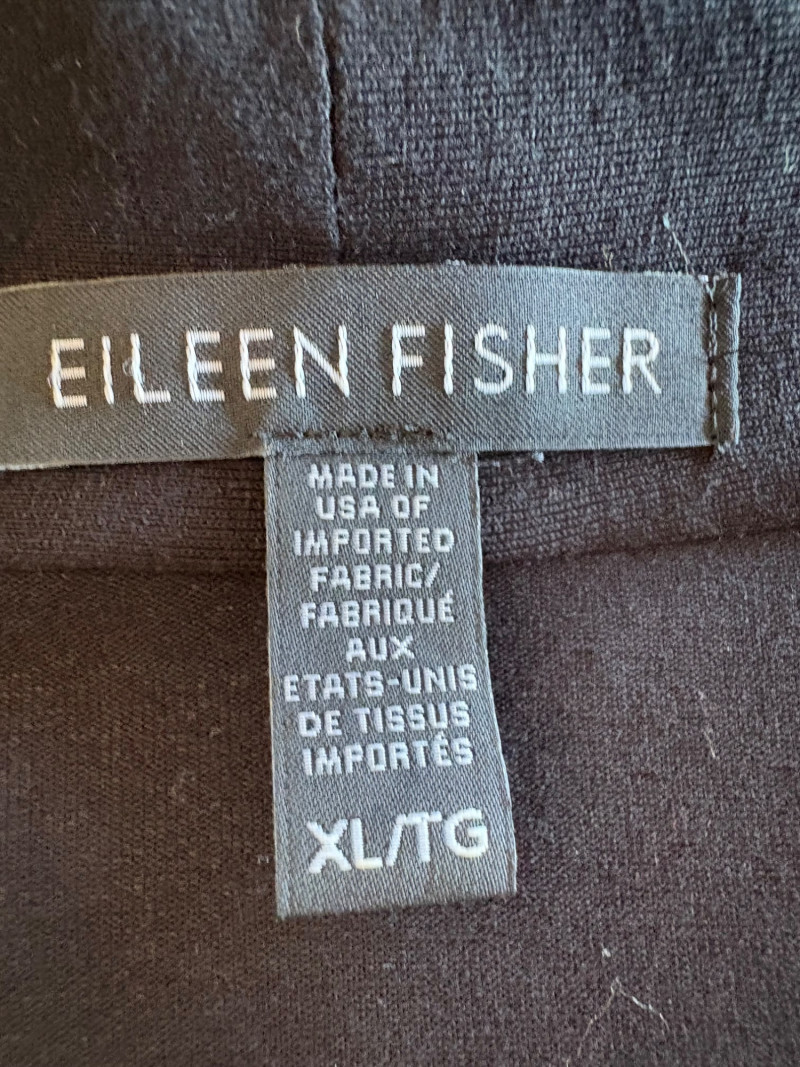 EILEEN FISHER
MADE IN
USA OF
IMPORTED
FABRIC/
FABRIQUÉ
AUX
ETATS-UNIS
DE TISSUS
IMPORTÉS
XL/TG